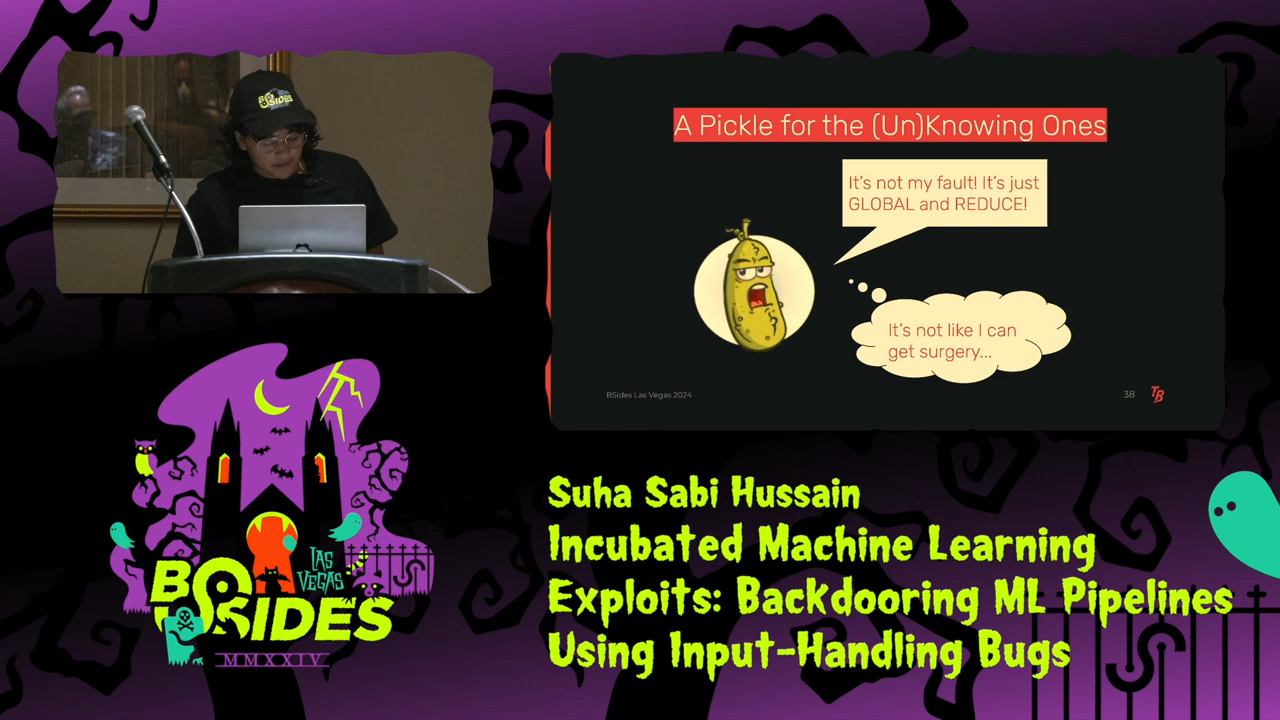 BSIDES
A Pickle for the (Un)Knowing Ones
It's not my fault! It's just
GLOBAL and REDUCE!
It's not like I can
get surgery...
BSides Las Vegas 2024
38
TB
LAS
VEGAS
BSIDES
MMXXIV
Suha Sabi Hussain
Incubated Machine Learning
Exploits: Backdooring ML Pipelines
Using Input-Handling Bugs